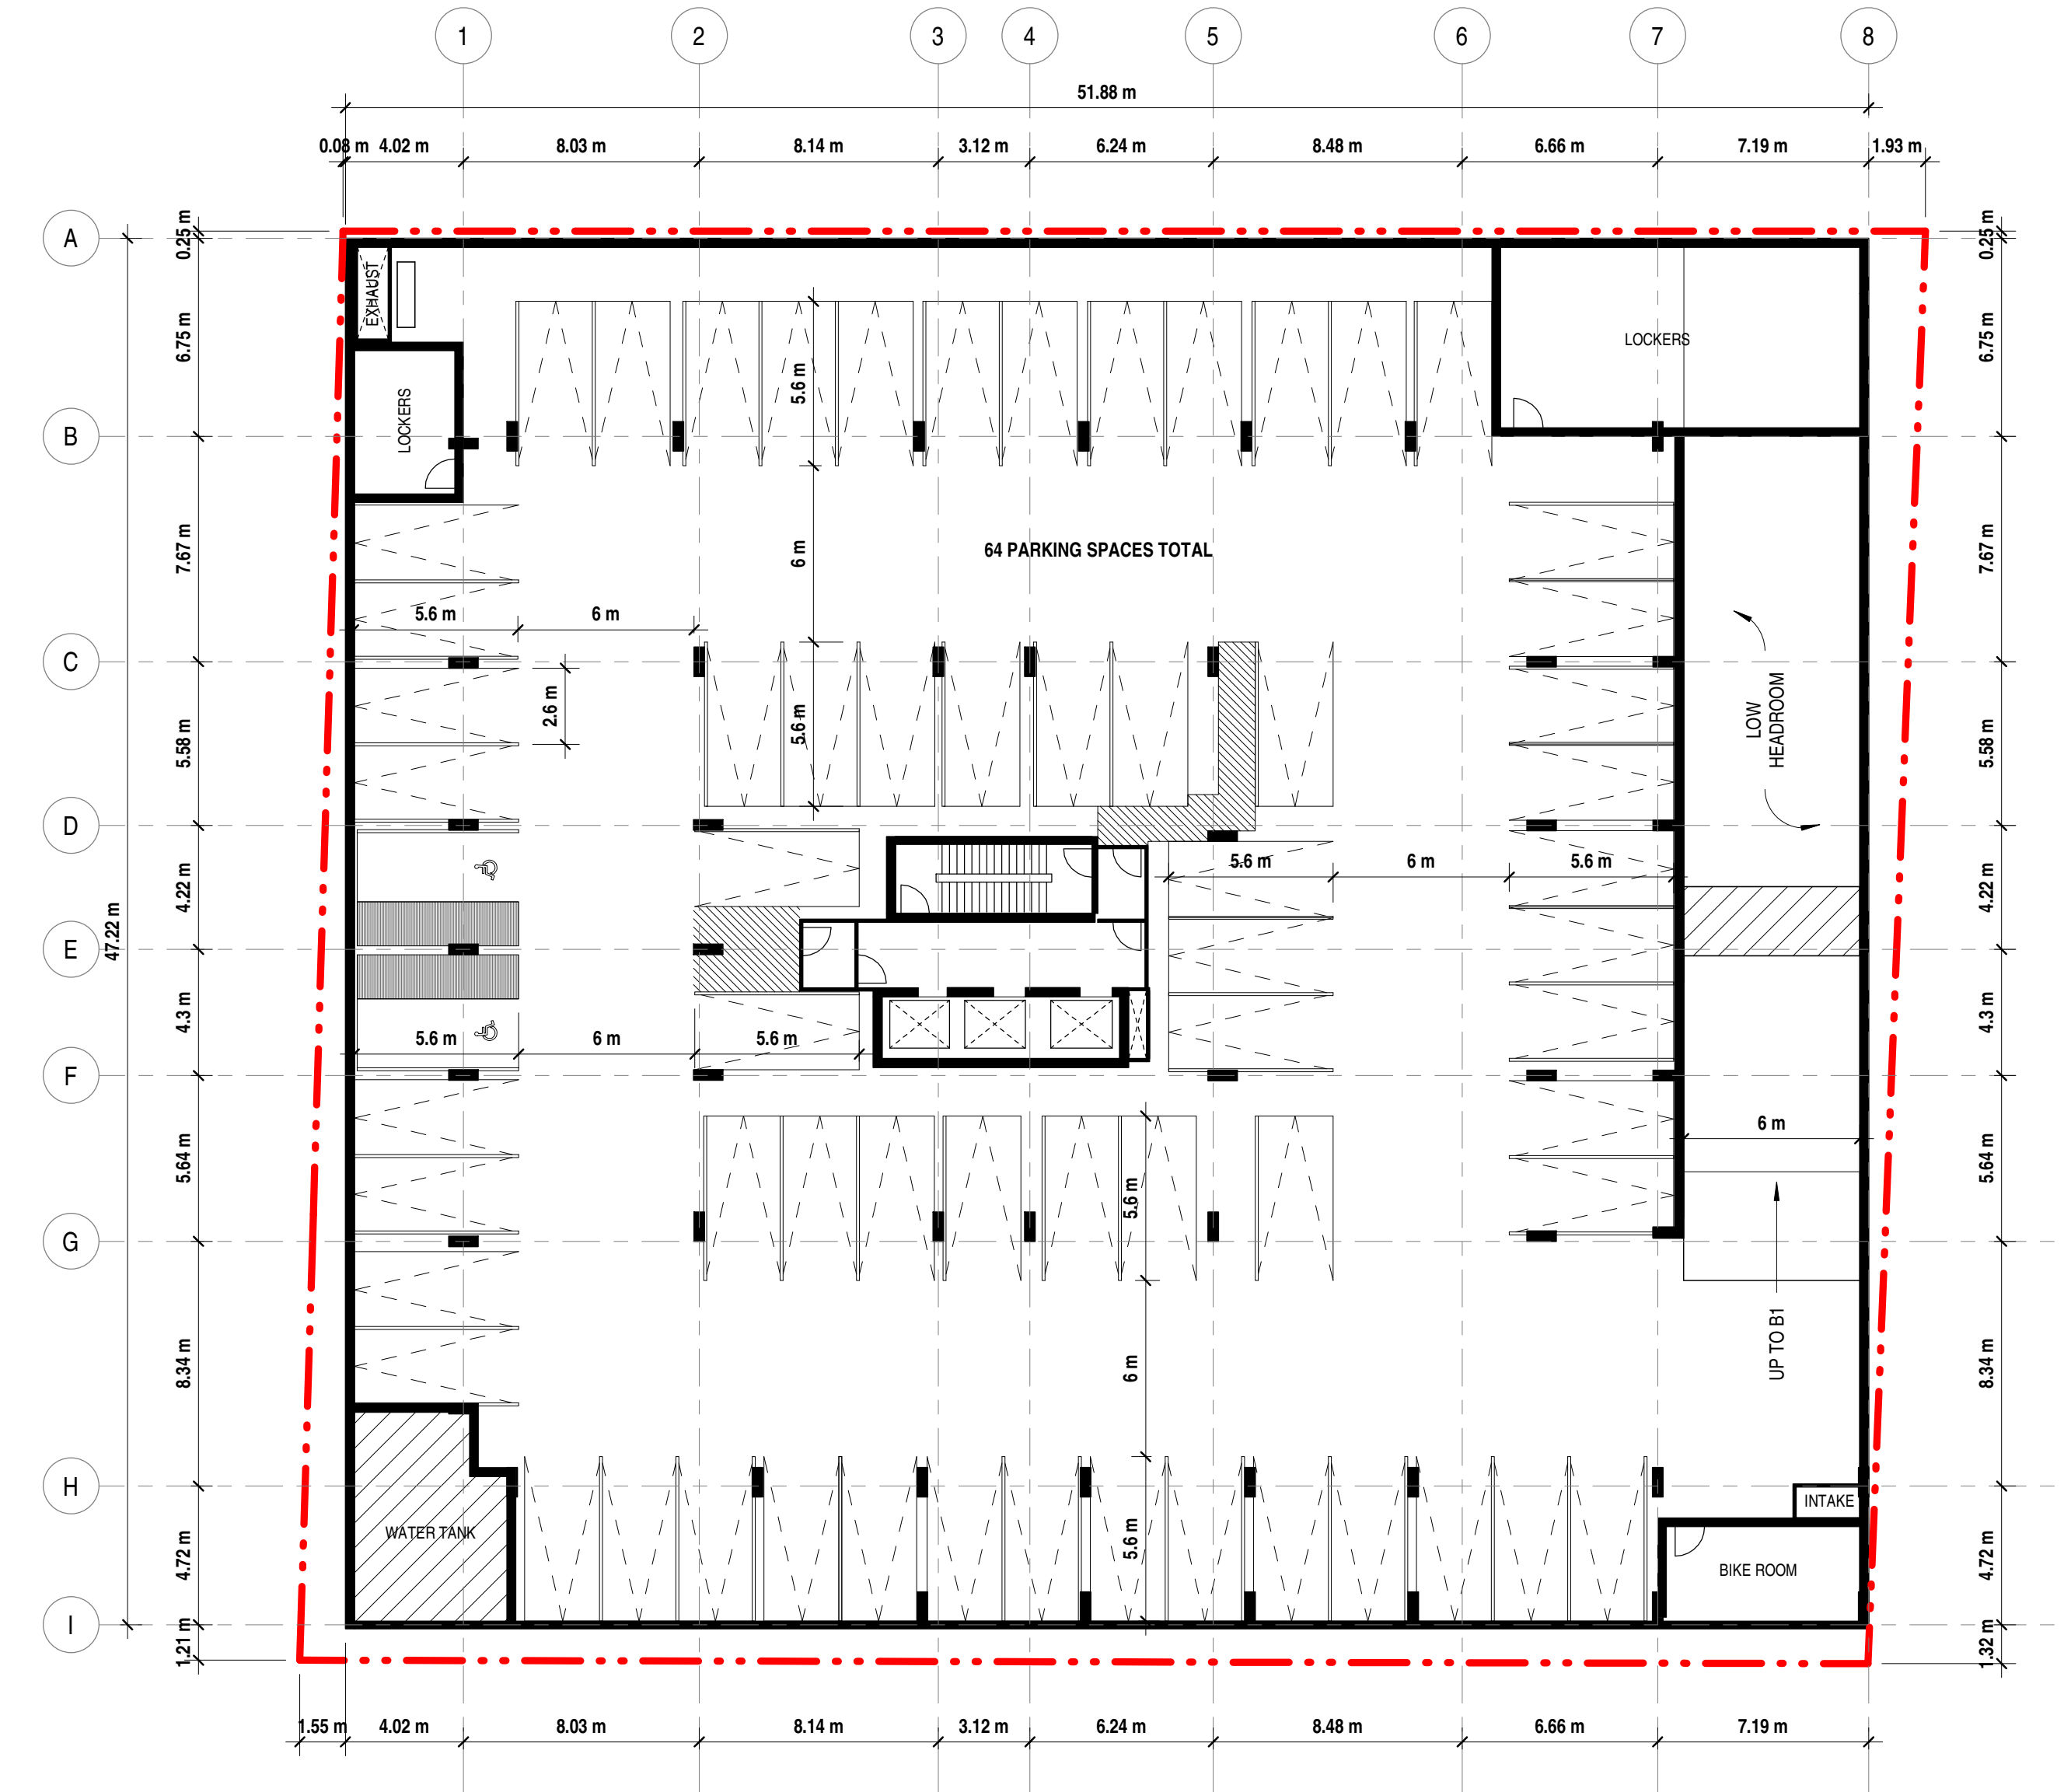 1 2 3 4 5 6 7 8
51.88 m
0.08 m 4.02 m 8.03 m 8.14 m 3.12 m 6.24 m 8.48 m 6.66 m 7.19 m 1.93 m
A
0.25 m
0.25 m
EXHAUST
6.75 m
LOCKERS
6.75 m
5.6 m
LOCKERS
B
7.67 m
6 m
64 PARKING SPACES TOTAL
7.67 m
5.6 m 6 m
C
2.6 m
5.6 m
LOW
HEADROOM
5.58 m
5.58 m
D
4.22 m
5.6 m 6 m 5.6 m
4.22 m
47.22 m
E
4.3 m
5.6 m 6 m 5.6 m
4.3 m
F
5.64 m
5.6 m
6 m
5.64 m
G
8.34 m
6 m
UP TO B1
8.34 m
H
INTAKE
WATER TANK
4.72 m
5.6 m
BIKE ROOM
4.72 m
I
1.21 m
1.32 m
1.55 m 4.02 m 8.03 m 8.14 m 3.12 m 6.24 m 8.48 m 6.66 m 7.19 m